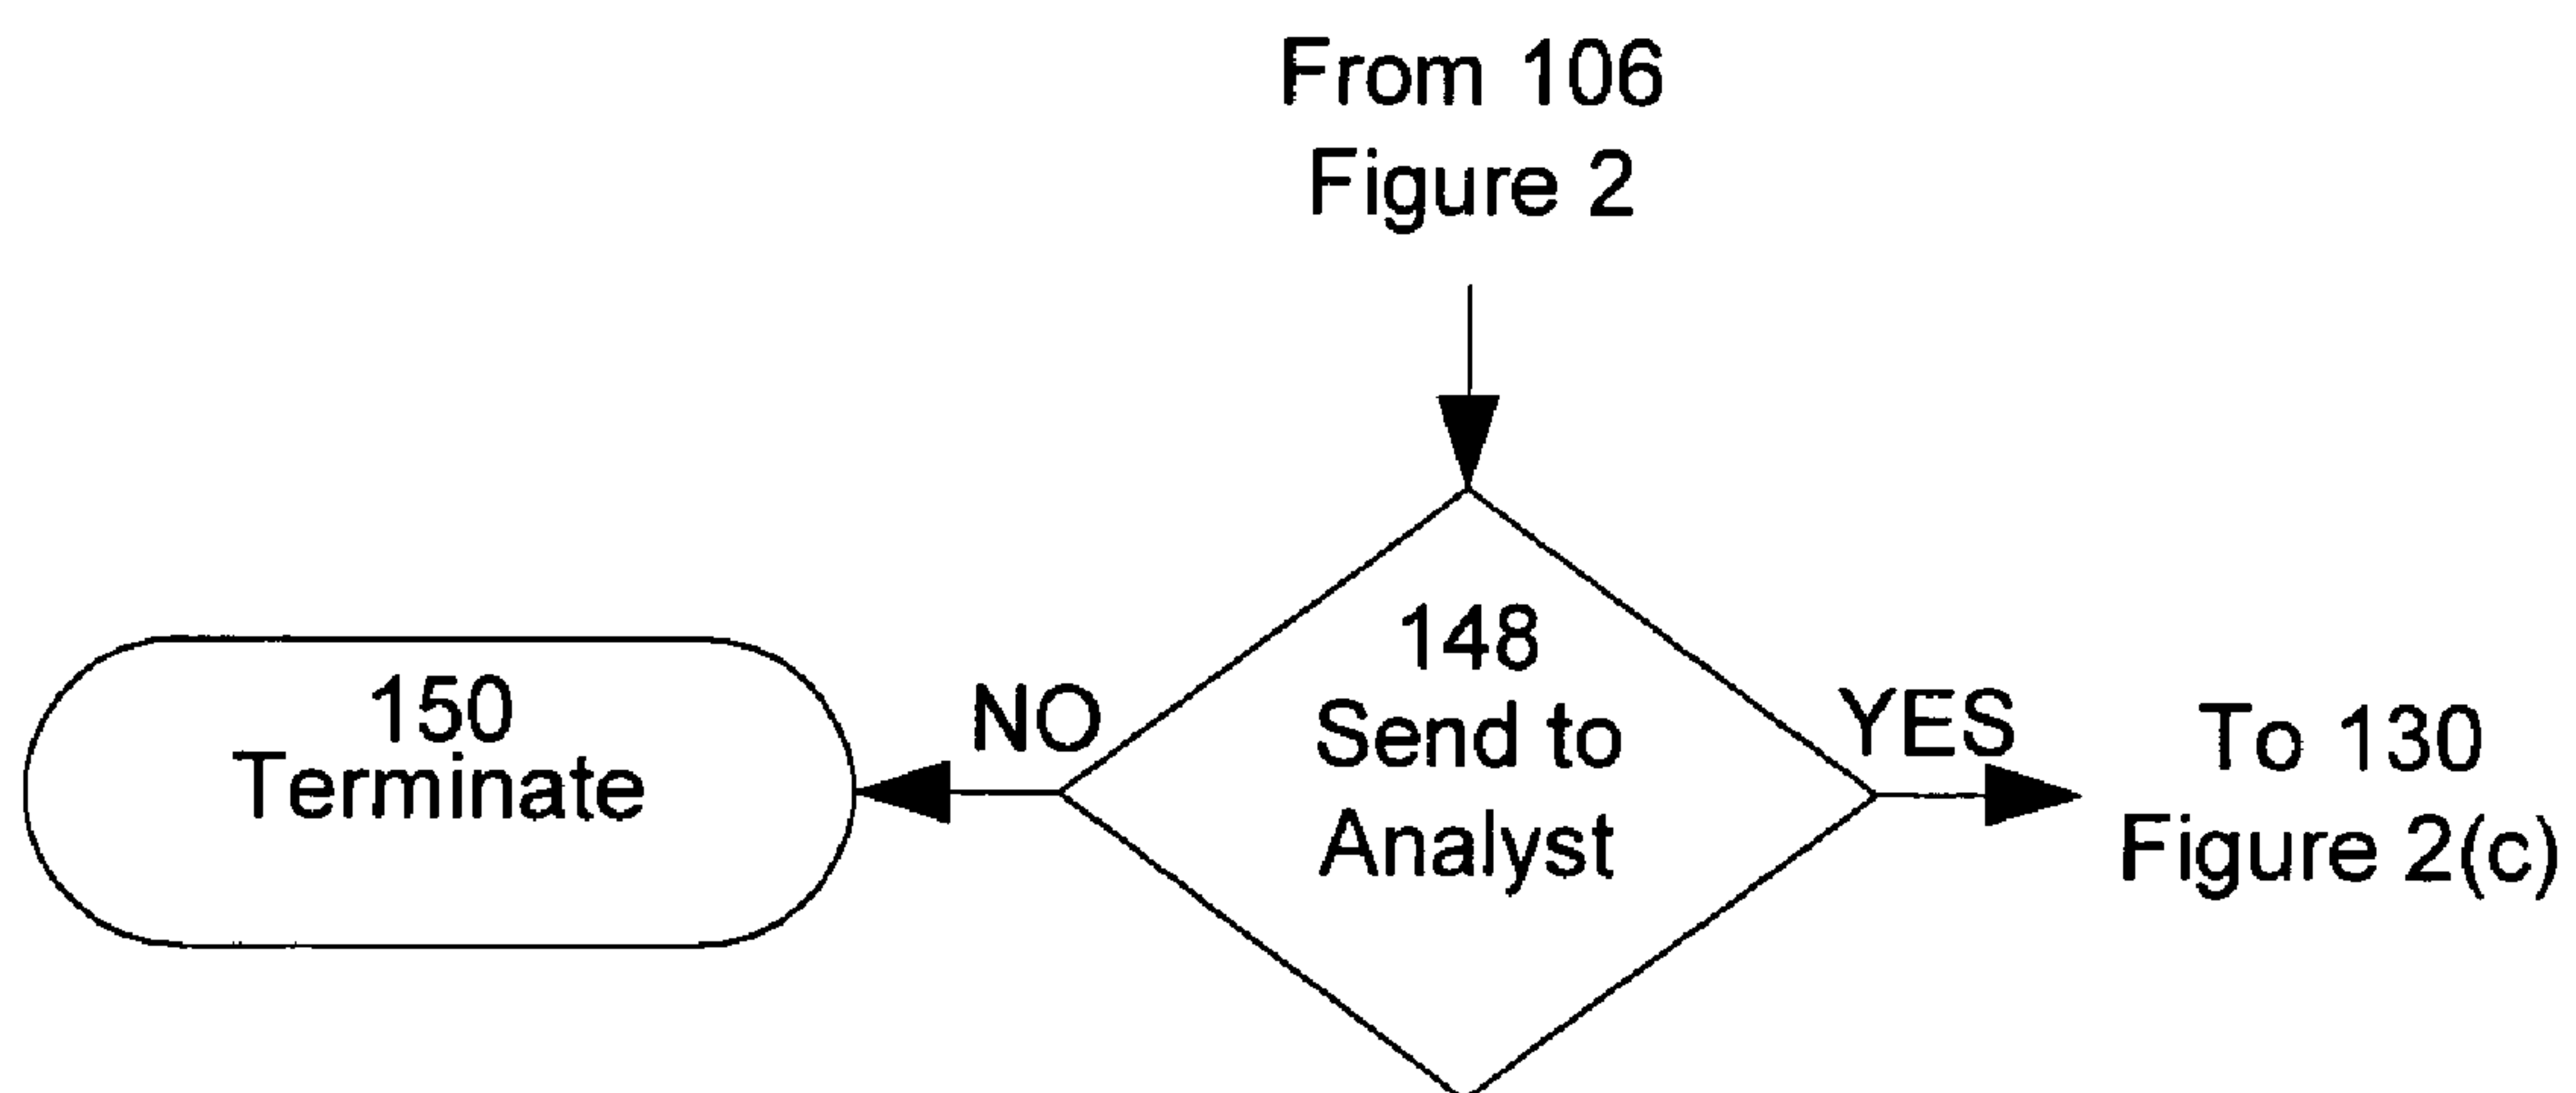 From 106
Figure 2
148
Send to
Analyst
NO
150
Terminate
YES
To 130
Figure 2(c)